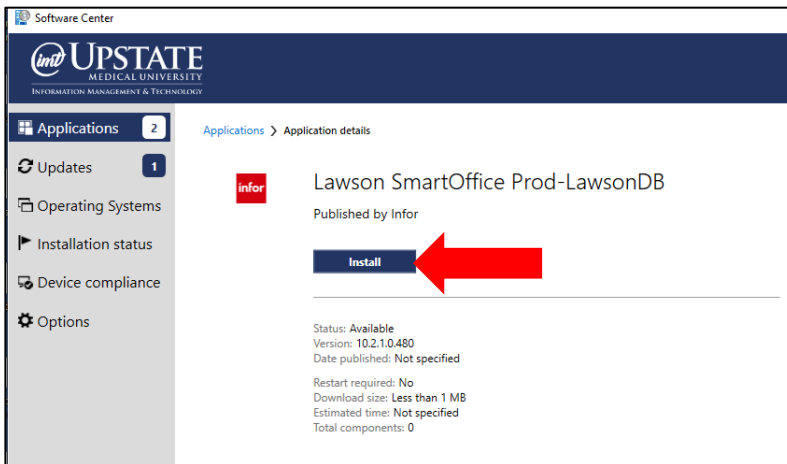 Software Center
imt UPSTATE
MEDICAL UNIVERSITY
INFORMATION MANAGEMENT & TECHNOLOGY
Applications 2
Updates 1
Operating Systems
Installation status
Device compliance
Options
Applications ❯ Application details
infor
Lawson SmartOffice Prod-LawsonDB
Published by Infor
Install
Status: Available
Version: 10.2.1.0.480
Date published: Not specified
Restart required: No
Download size: Less than 1 MB
Estimated time: Not specified
Total components: 0